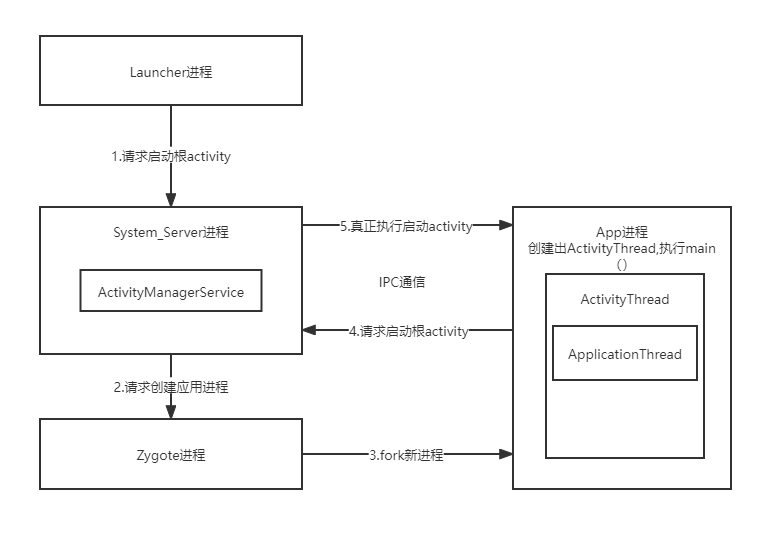 Launcher进程
1.请求启动根activity
System_Server进程
ActivityManagerService
5.真正执行启动activity
IPC通信
4.请求启动根activity
App进程
创建出ActivityThread,执行main
()
ActivityThread
ApplicationThread
2.请求创建应用进程
Zygote进程
3.fork新进程